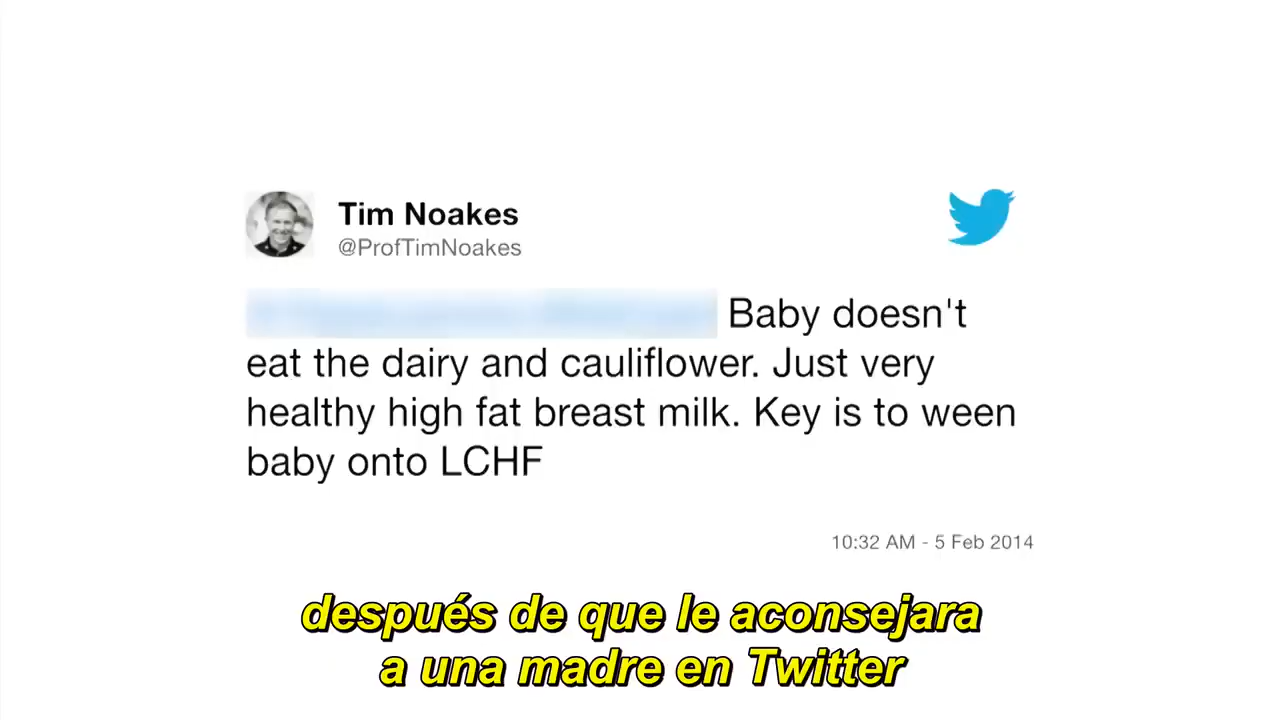 Tim Noakes
@ProfTimNoakes
Baby doesn't
eat the dairy and cauliflower. Just very
healthy high fat breast milk. Key is to ween
baby onto LCHF
10:32 AM - 5 Feb 2014
después de que le aconsejara
a una madre en Twitter